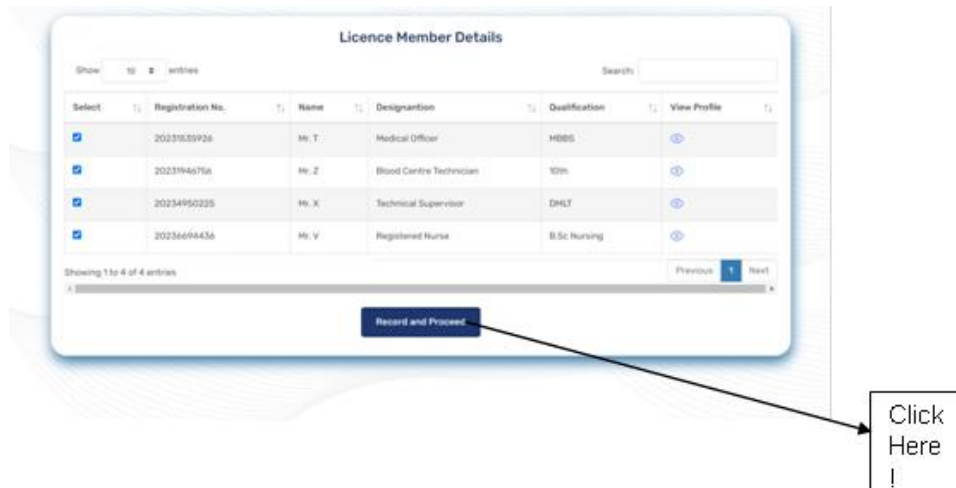 Licence Member Details
Show 10 entries Search:
Select Registration No. Name Designantion Qualification View Profile
Mr. T Medical Officer MBBS
Mr. Z Blood Centre Technician 10th
20234950225 Mr. X Technical Supervisor DMLT
20236694436 Mr. V Registered Nurse B.Sc Nursing
Showing 1 to 4 of 4 entries Previous 1 Next
Record and Proceed
Click
Here
!